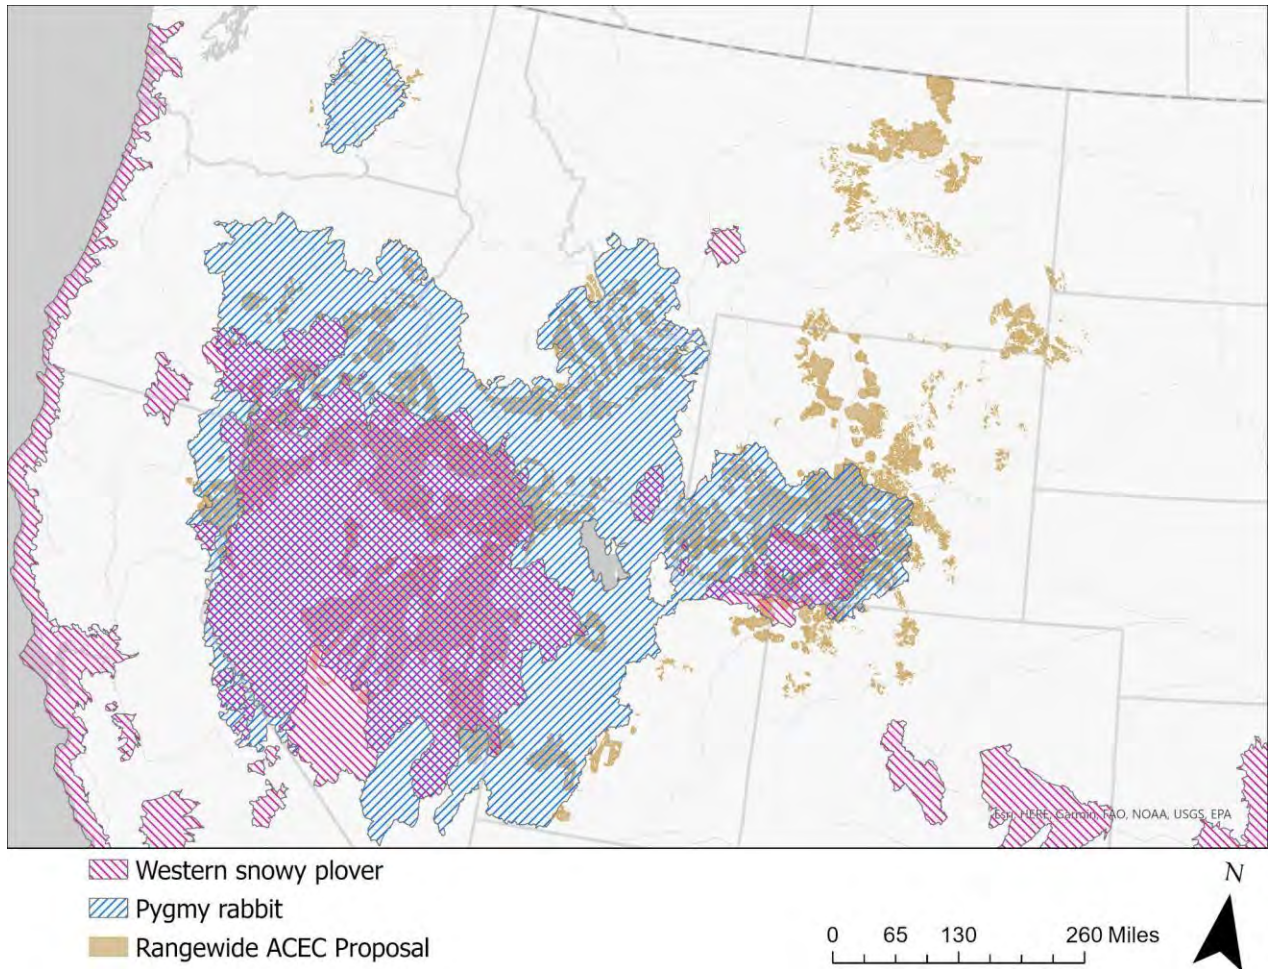 Esri, HERE, Garmin, FAO, NOAA, USGS, EPA
Western snowy plover
Pygmy rabbit
Rangewide ACEC Proposal
N
0 65 130 260 Miles